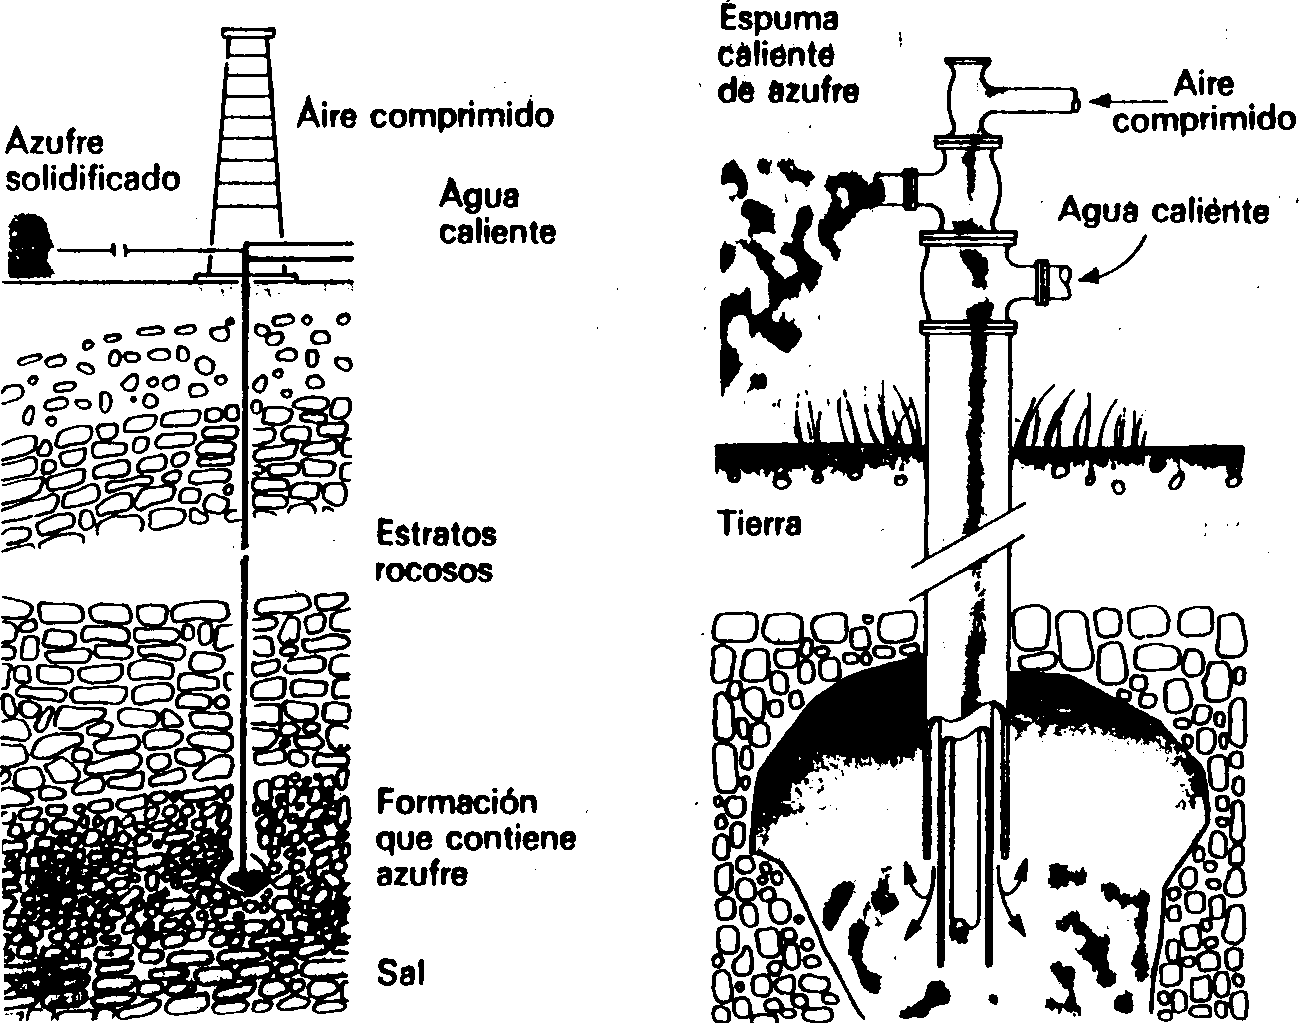 Azufre
solidificado
Aire comprimido
Agua
caliente
Estratos
rocosos
Formación
que contiene
azufre
Sal
Espuma
caliente
de azufre
Aire
comprimido
Agua caliente
Tierra